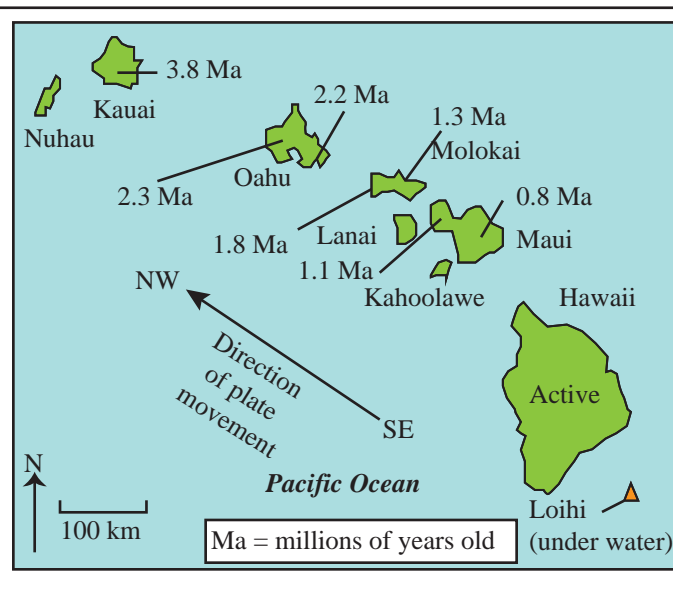 3.8 Ma
Kauai
Nuhau
2.2 Ma
1.3 Ma
Molokai
Oahu
2.3 Ma
0.8 Ma
1.8 Ma
Lanai
Maui
1.1 Ma
NW
Kahoolawe
Hawaii
Direction
of plate
movement
Active
SE
N
Pacific Ocean
100 km
Ma = millions of years old
Loihi
(under water)